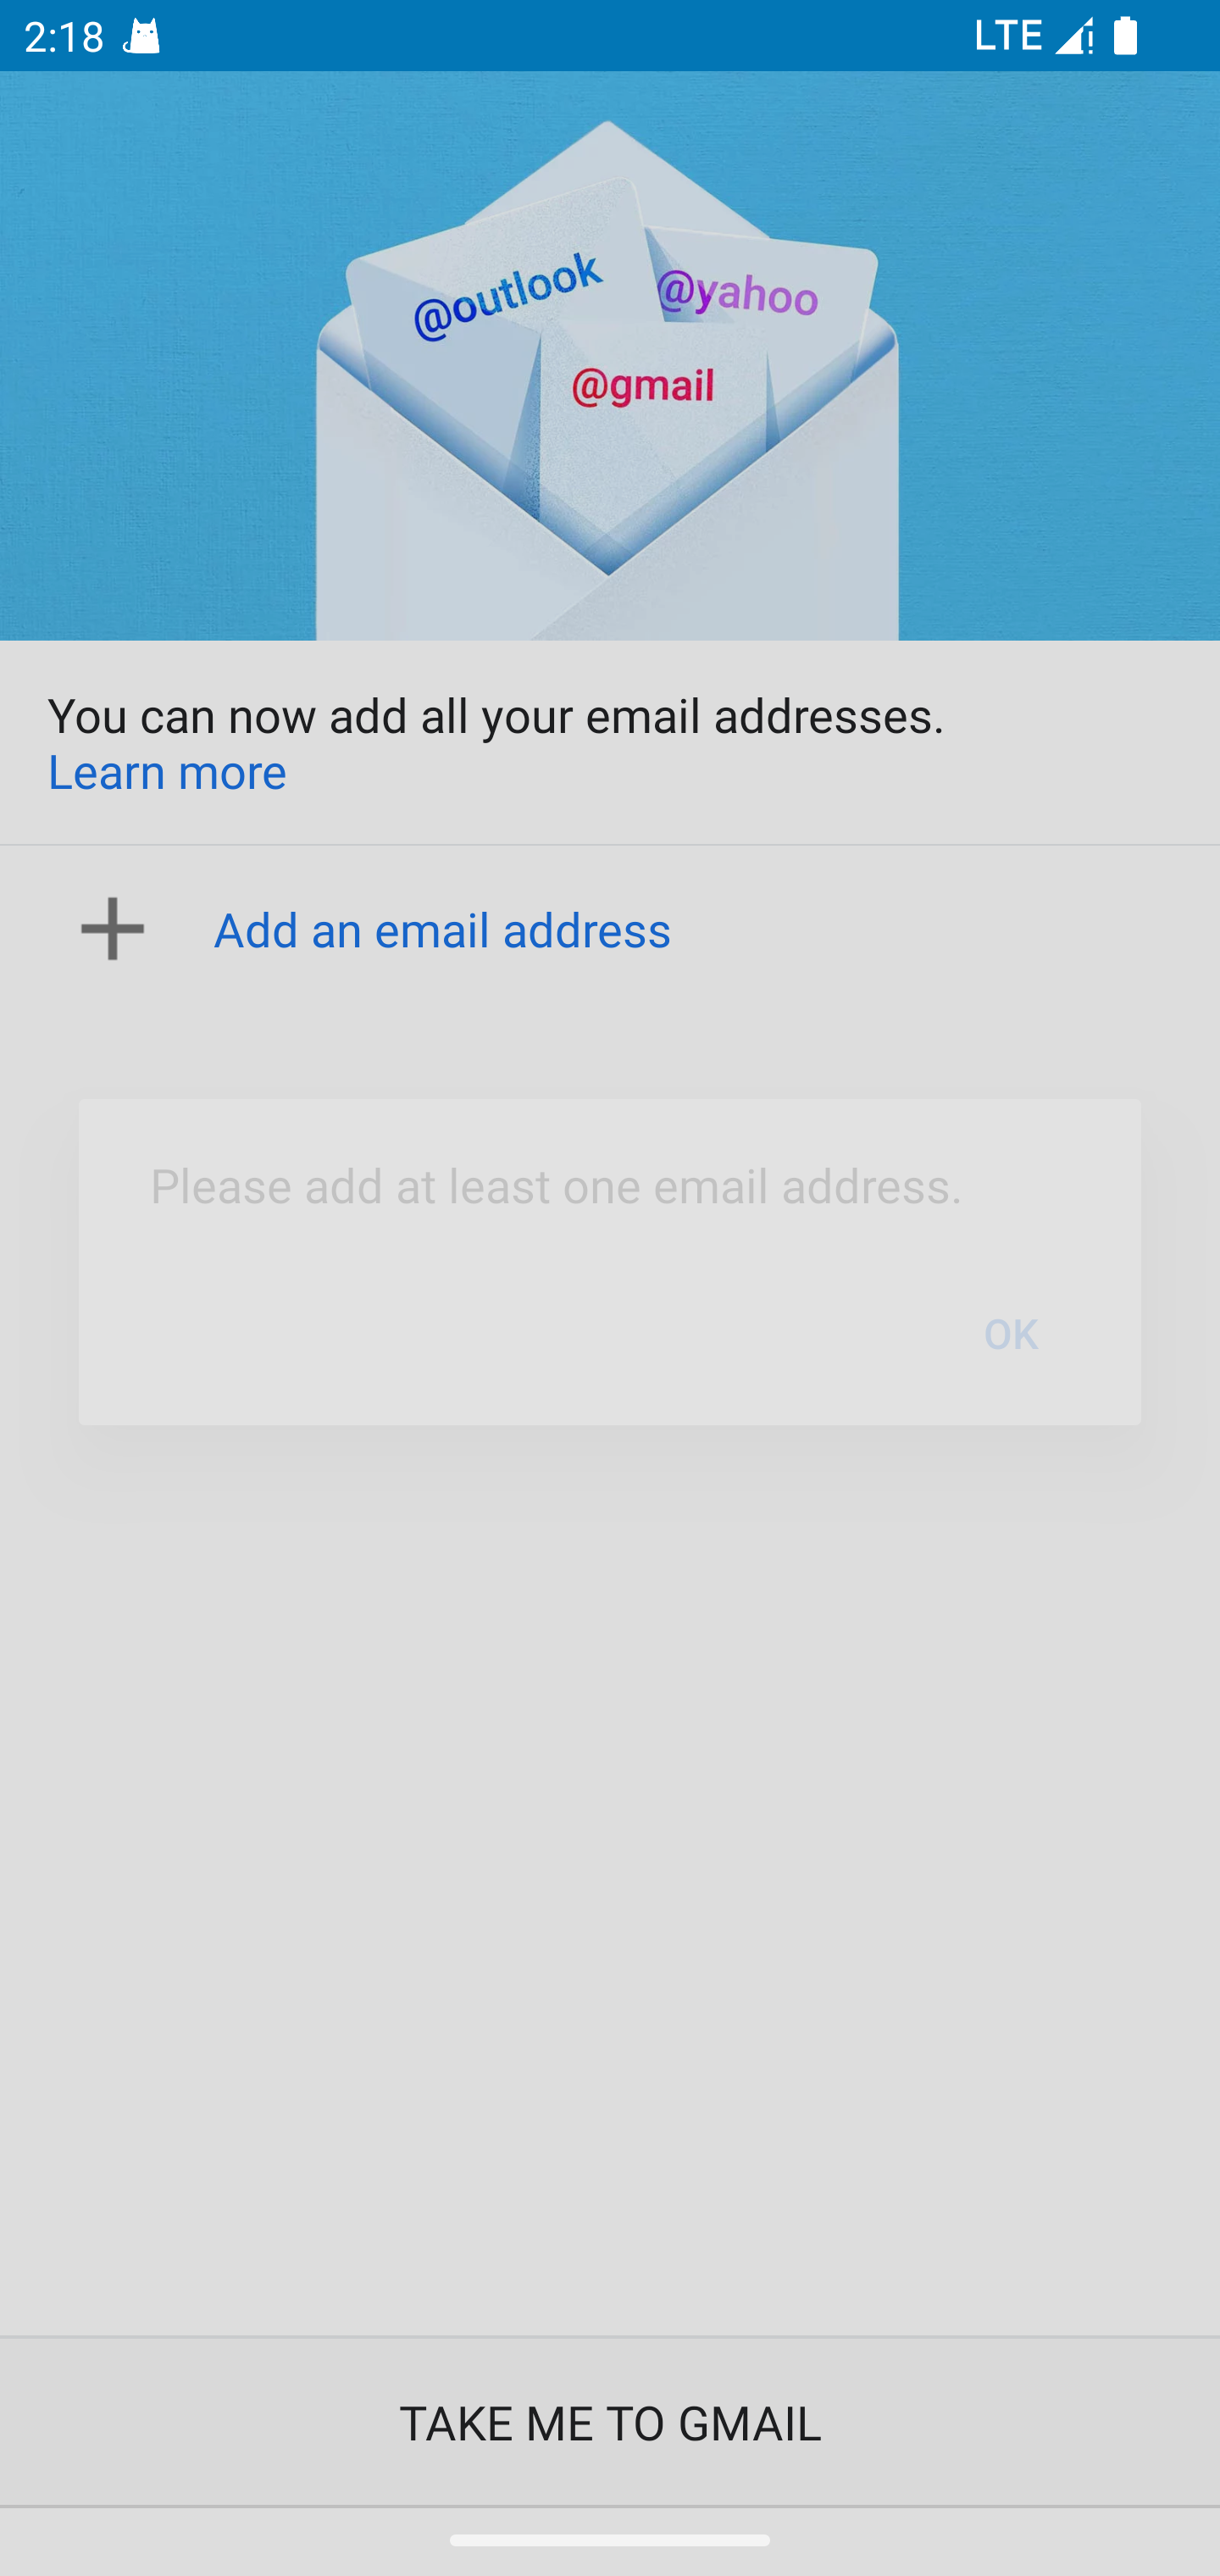 2:18 LTE
@outlook
@yahoo
@gmail
You can now add all your email addresses.
Learn more
Add an email address
Please add at least one email address.
OK
TAKE ME TO GMAIL